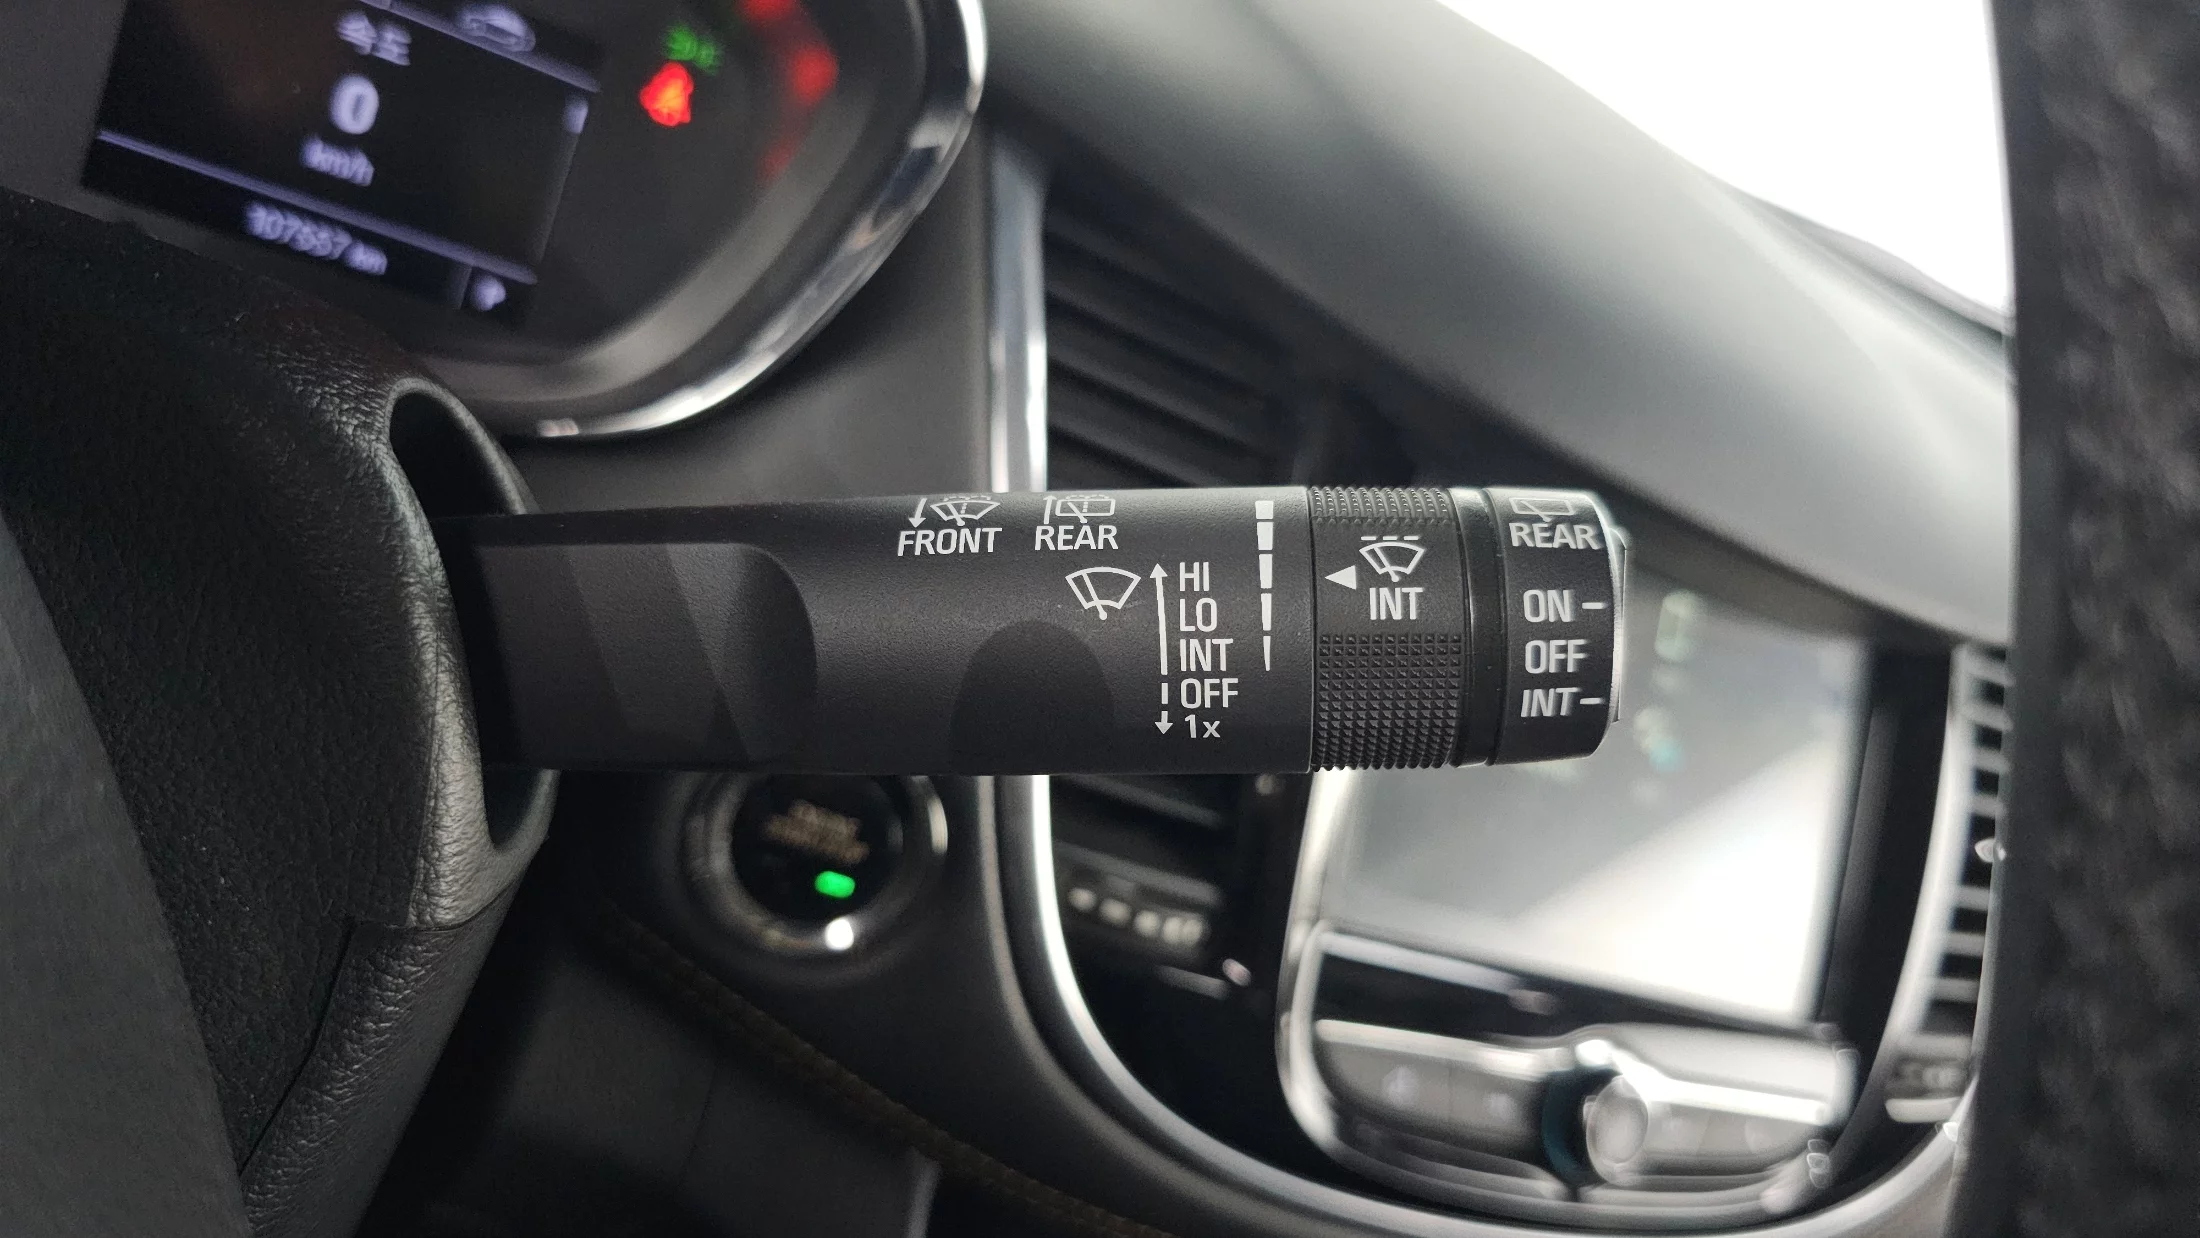 속도
0
km/h
FRONT REAR
HI
LO
INT
OFF
1x
INT
REAR
ON
OFF
INT